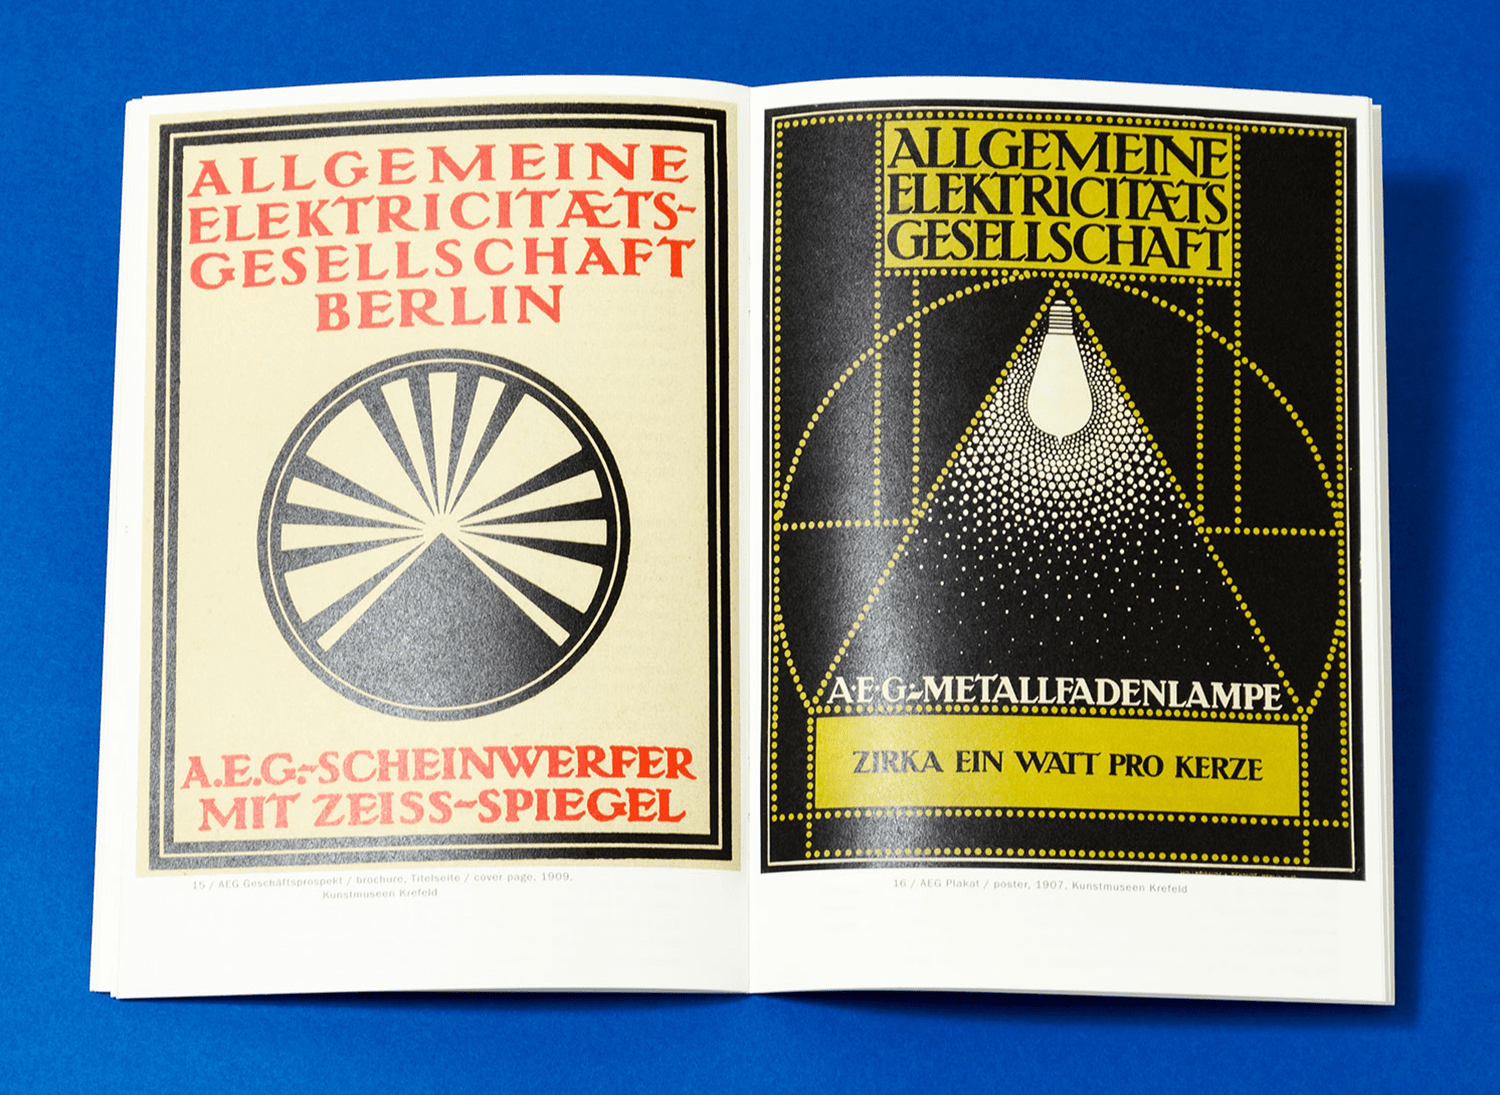 ALLGEMEINE
ELEKTRICITÆTS-
GESELLSCHAFT
BERLIN
A.E.G.-SCHEINWERFER
MIT ZEISS-SPIEGEL
15 / AEG Geschäftsprospekt / brochure, Titelseite / cover page, 1909,
Kunstmuseen Krefeld
ALLGEMEINE
ELEKTRICITÆTS
GESELLSCHAFT
A·E·G·-METALLFADENLAMPE
ZIRKA EIN WATT PRO KERZE
16 / AEG Plakat / poster, 1907, Kunstmuseen Krefeld